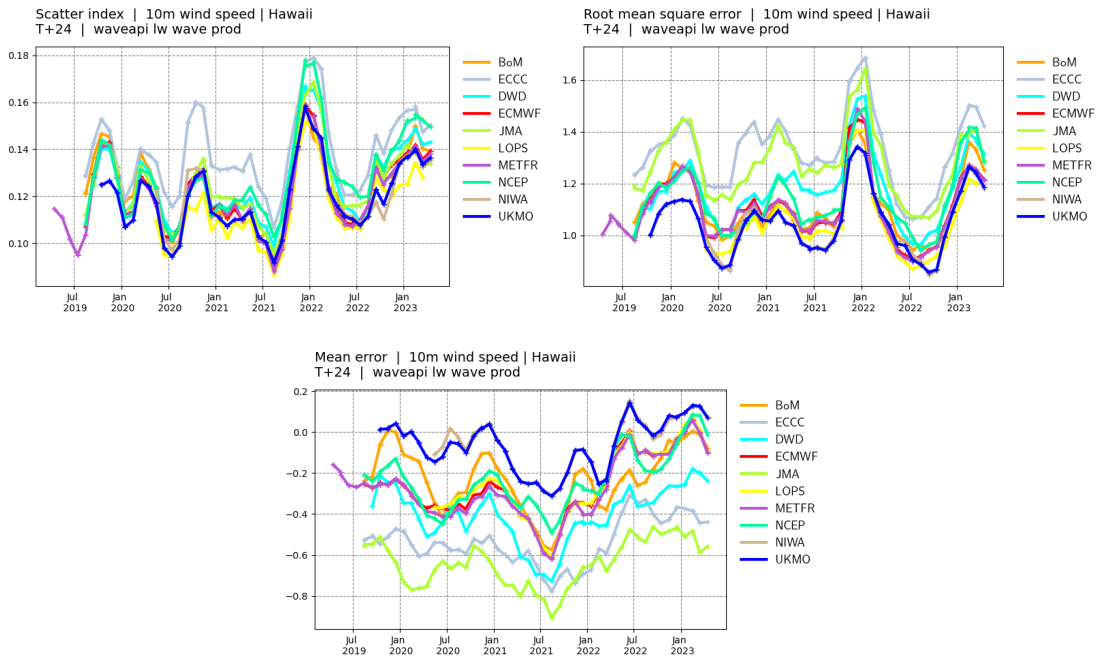 Scatter index | 10m wind speed | Hawaii
T+24 | waveapi lw wave prod
0.18
0.16
0.14
0.12
0.10
Jul 2019
Jan 2020
Jul 2020
Jan 2021
Jul 2021
Jan 2022
Jul 2022
Jan 2023
BoM
ECCC
DWD
ECMWF
JMA
LOPS
METFR
NCEP
NIWA
UKMO
Root mean square error | 10m wind speed | Hawaii
T+24 | waveapi lw wave prod
1.6
1.4
1.2
1.0
Jul 2019
Jan 2020
Jul 2020
Jan 2021
Jul 2021
Jan 2022
Jul 2022
Jan 2023
BoM
ECCC
DWD
ECMWF
JMA
LOPS
METFR
NCEP
NIWA
UKMO
Mean error | 10m wind speed | Hawaii
T+24 | waveapi lw wave prod
0.2
0.0
−0.2
−0.4
−0.6
−0.8
Jul 2019
Jan 2020
Jul 2020
Jan 2021
Jul 2021
Jan 2022
Jul 2022
Jan 2023
BoM
ECCC
DWD
ECMWF
JMA
LOPS
METFR
NCEP
NIWA
UKMO